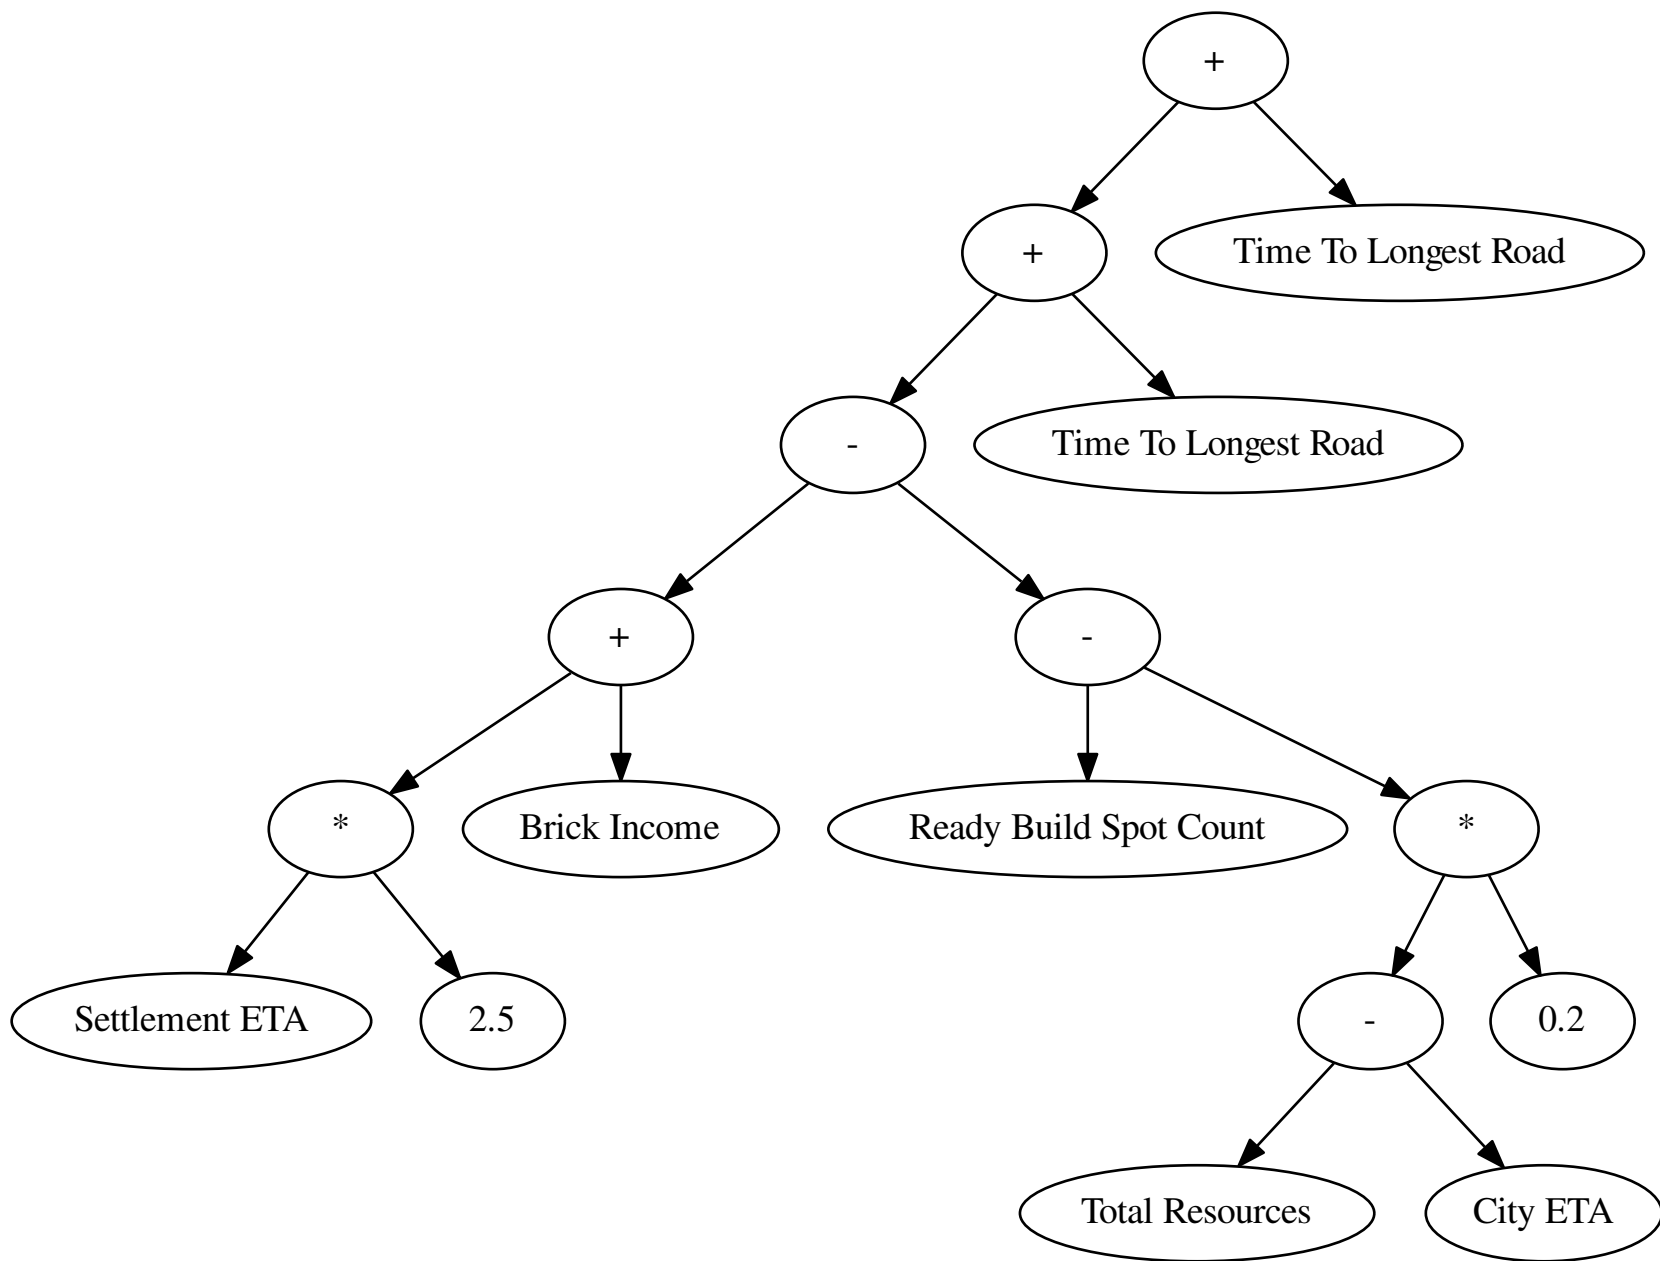 +
+
Time To Longest Road
-
Time To Longest Road
+
-
*
Brick Income
Ready Build Spot Count
*
Settlement ETA
2.5
-
0.2
Total Resources
City ETA